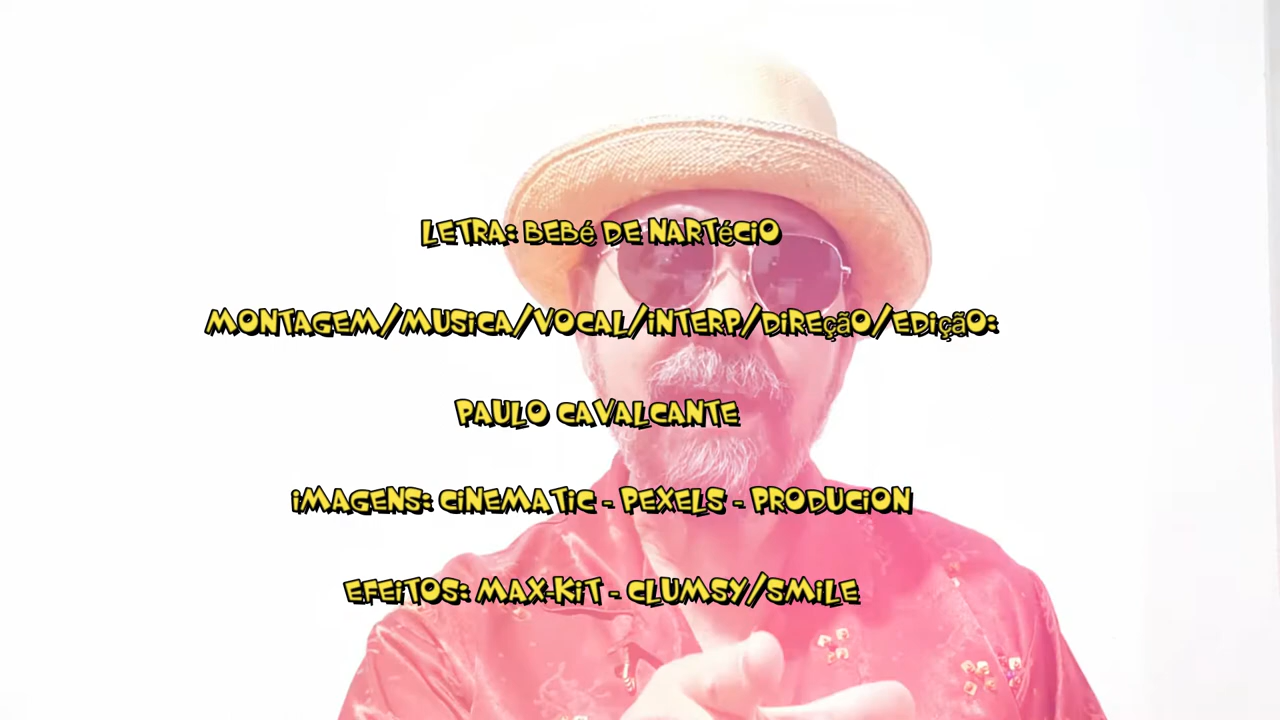 LETRA: BEBé DE NARTéCIO
MONTAGEM/MUSICA/VOCAL/INTERP/DIREçãO/EDIçãO:
PAULO CAVALCANTE
IMAGENS: CINEMATIC - PEXELS - PRODUCION
EFEITOS: MAX-KIT - CLUMSY/SMILE